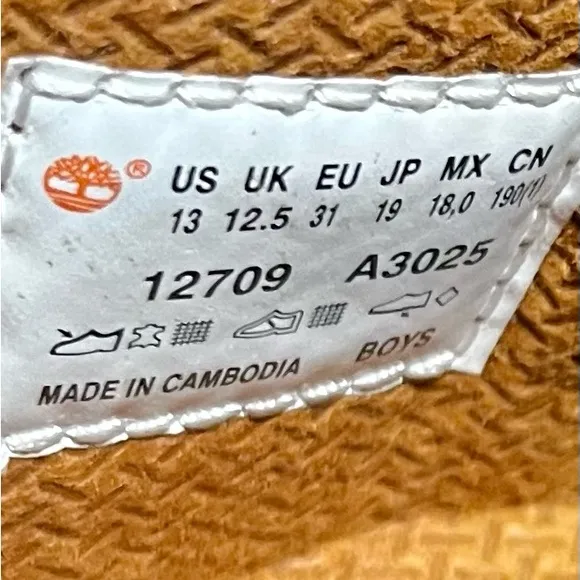 ® US UK EU JP MX CN
13 12.5 31 19 18,0 190(1)
12709 A3025
BOYS
MADE IN CAMBODIA